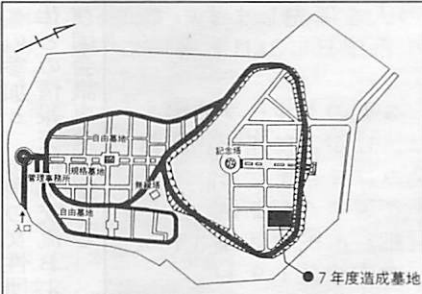 自由墓地
記念塔
規格墓地
管理事務所
無縁塔
自由墓地
入口
●7年度造成墓地